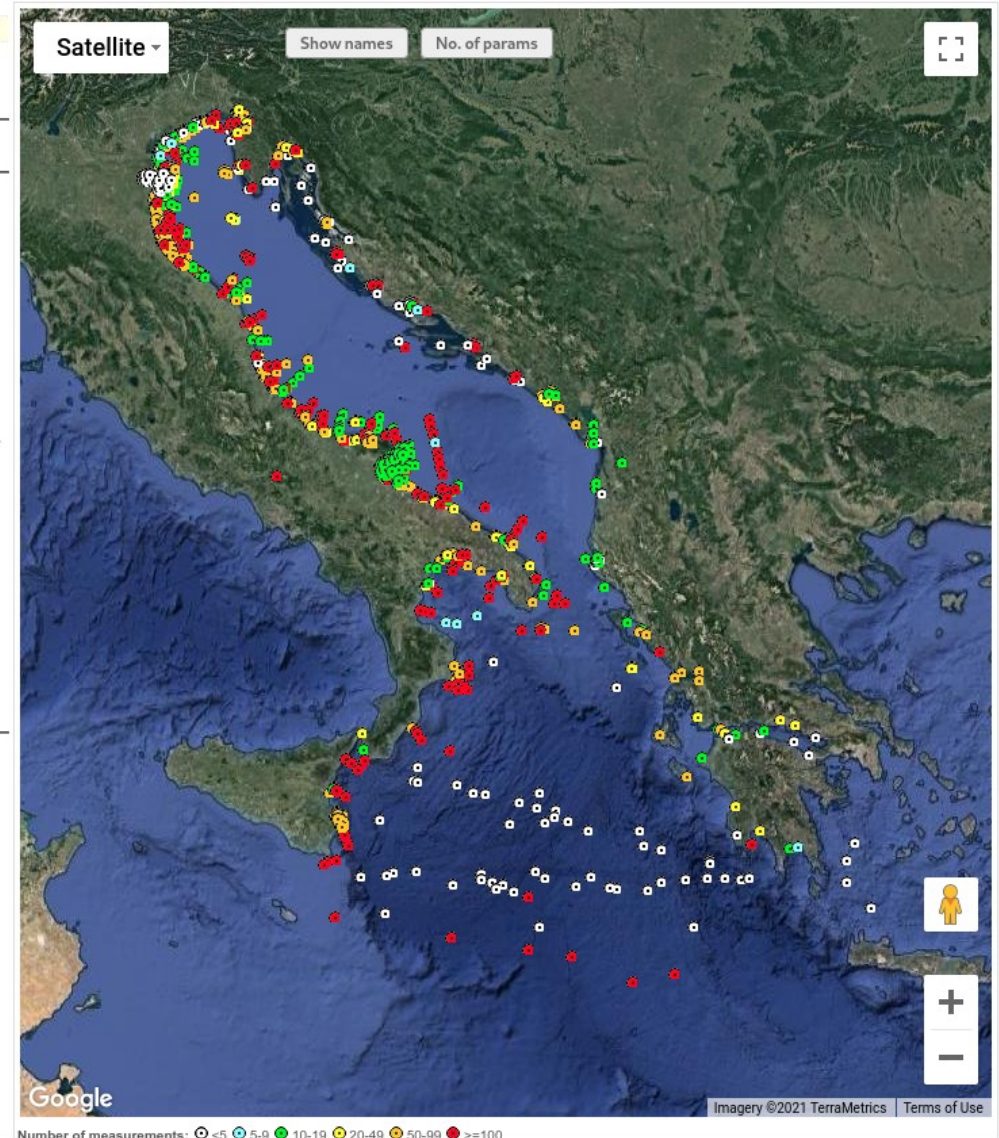 Satellite
Show names
No. of params
Google
Imagery ©2021 TerraMetrics
Terms of Use
Number of measurements: <5 5-9 10-19 20-49 50-99 >=100